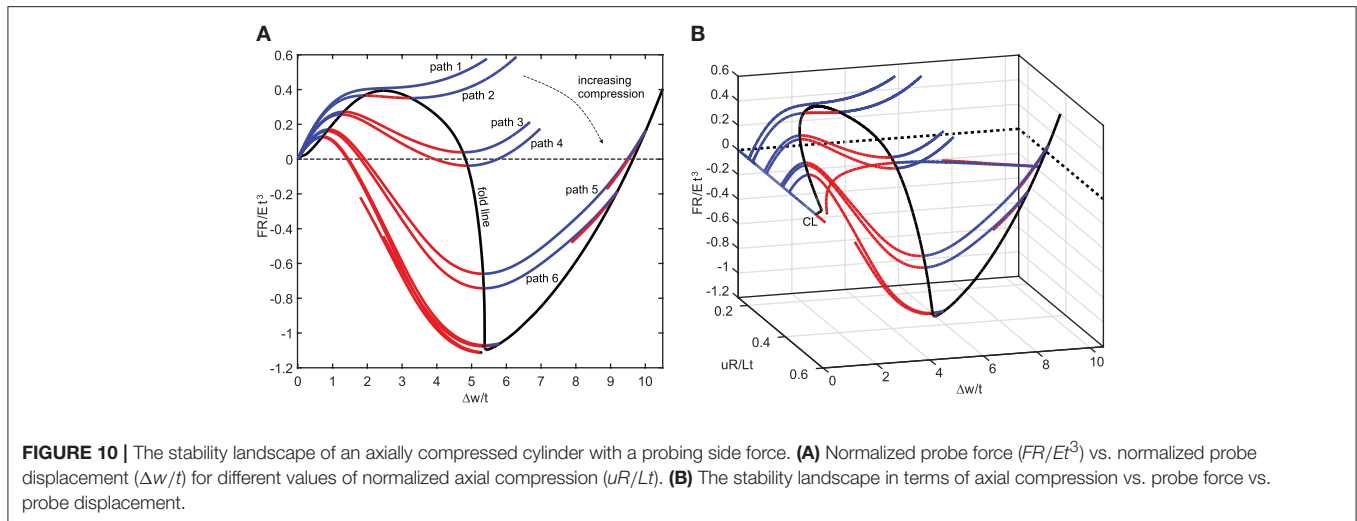 A
B
0.6
0.4
0.2
0
-0.2
-0.4
-0.6
-0.8
-1
-1.2
FR/Et³
0 1 2 3 4 5 6 7 8 9 10
Δw/t
path 1
path 2
increasing
compression
path 3
path 4
fold line
path 5
path 6
0.6
0.4
0.2
0
-0.2
-0.4
-0.6
-0.8
-1
-1.2
FR/Et³
CL
0.2
0.4
0.6
uR/Lt
0 2 4 6 8 10
Δw/t
FIGURE 10 | The stability landscape of an axially compressed cylinder with a probing side force. (A) Normalized probe force (FR/Et³) vs. normalized probe
displacement (Δw/t) for different values of normalized axial compression (uR/Lt). (B) The stability landscape in terms of axial compression vs. probe force vs.
probe displacement.